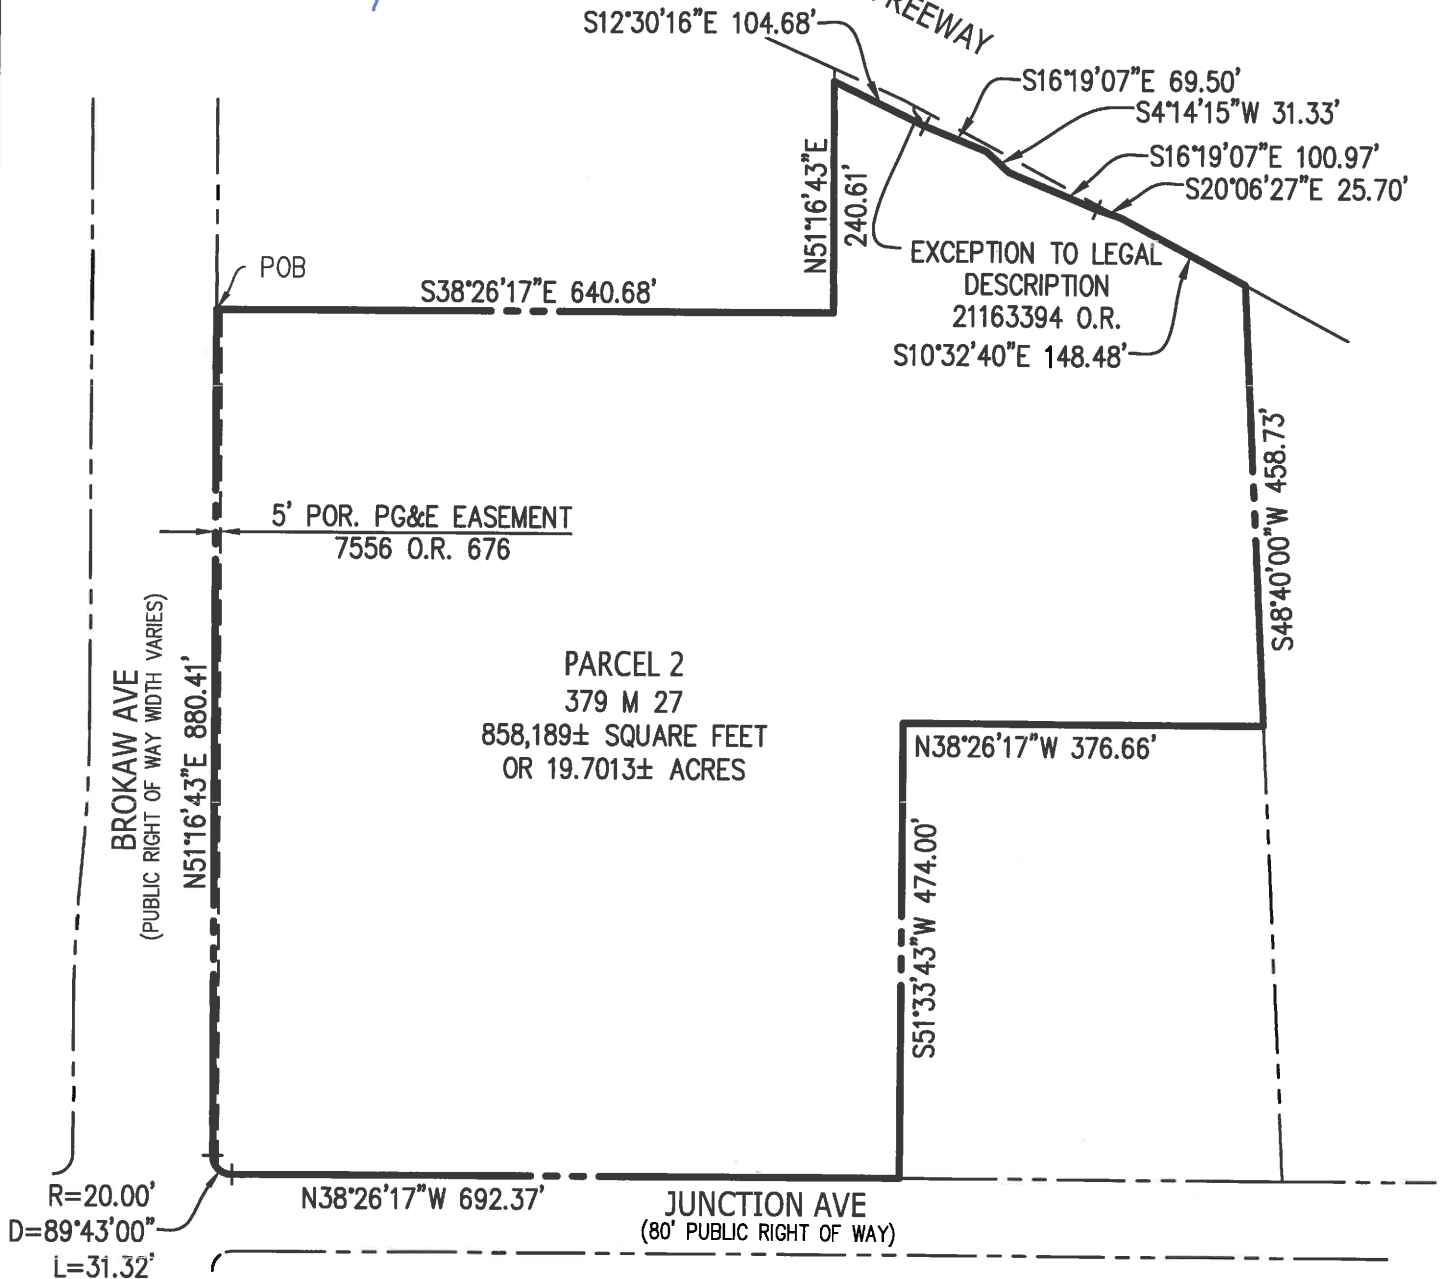 FREEWAY
S12°30'16"E 104.68'
S16°19'07"E 69.50'
S4°14'15"W 31.33'
S16°19'07"E 100.97'
S20°06'27"E 25.70'
N51°16'43"E
240.61'
EXCEPTION TO LEGAL
DESCRIPTION
21163394 O.R.
S10°32'40"E 148.48'
POB
S38°26'17"E 640.68'
S48°40'00"W 458.73'
5' POR. PG&E EASEMENT
7556 O.R. 676
BROKAW AVE
(PUBLIC RIGHT OF WAY WIDTH VARIES)
N51°16'43"E 880.41'
PARCEL 2
379 M 27
858,189± SQUARE FEET
OR 19.7013± ACRES
N38°26'17"W 376.66'
S51°33'43"W 474.00'
R=20.00'
D=89°43'00"
L=31.32'
N38°26'17"W 692.37'
JUNCTION AVE
(80' PUBLIC RIGHT OF WAY)